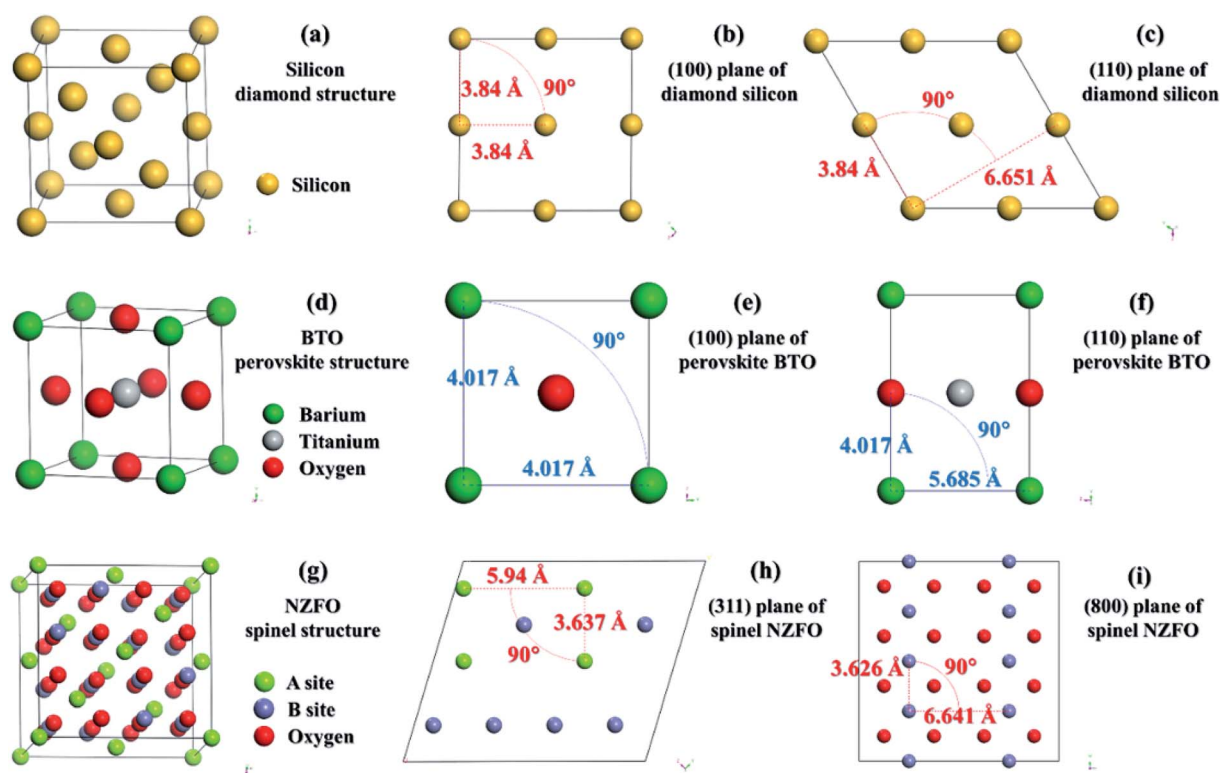 (a)
Silicon
diamond structure
Silicon
(b)
(100) plane of
diamond silicon
3.84 Å
90°
3.84 Å
(c)
(110) plane of
diamond silicon
90°
3.84 Å
6.651 Å
(d)
BTO
perovskite structure
Barium
Titanium
Oxygen
(e)
(100) plane of
perovskite BTO
90°
4.017 Å
4.017 Å
(f)
(110) plane of
perovskite BTO
90°
4.017 Å
5.685 Å
(g)
NZFO
spinel structure
A site
B site
Oxygen
(h)
(311) plane of
spinel NZFO
5.94 Å
3.637 Å
90°
(i)
(800) plane of
spinel NZFO
3.626 Å
90°
6.641 Å